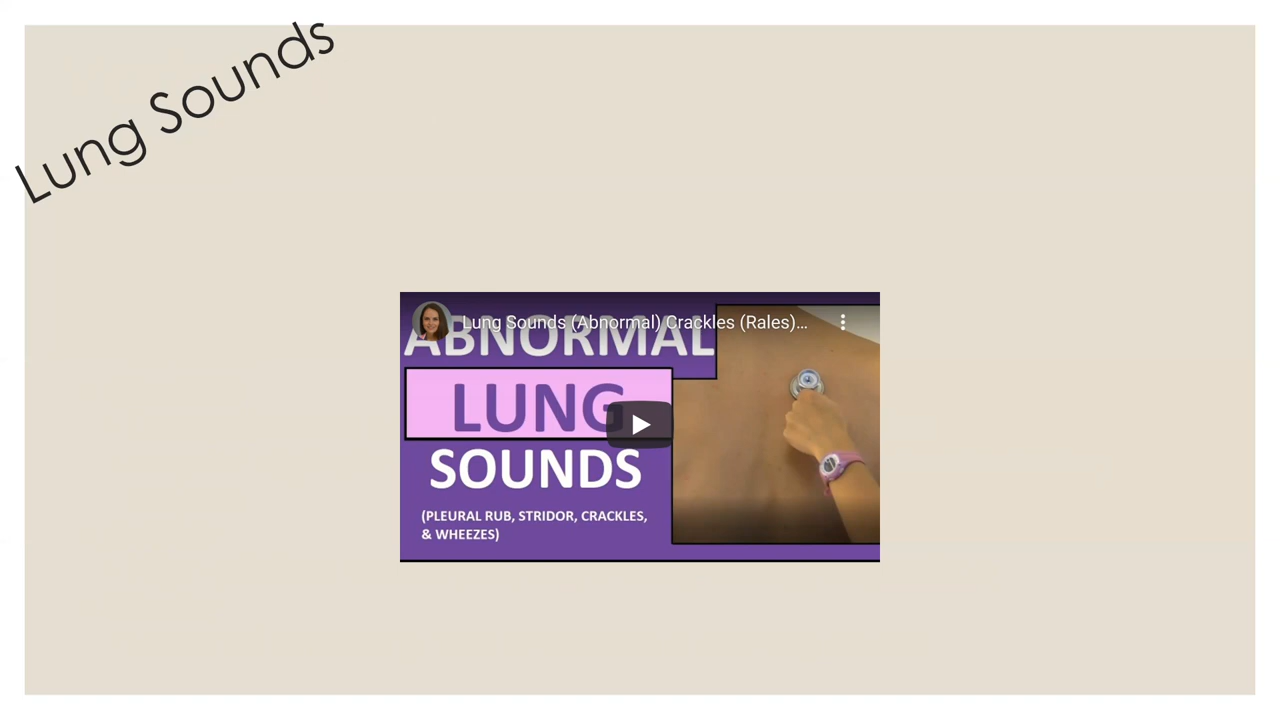 Lung Sounds
Lung Sounds (Abnormal) Crackles (Rales)...
ABNORMAL
LUNG
SOUNDS
(PLEURAL RUB, STRIDOR, CRACKLES,
& WHEEZES)